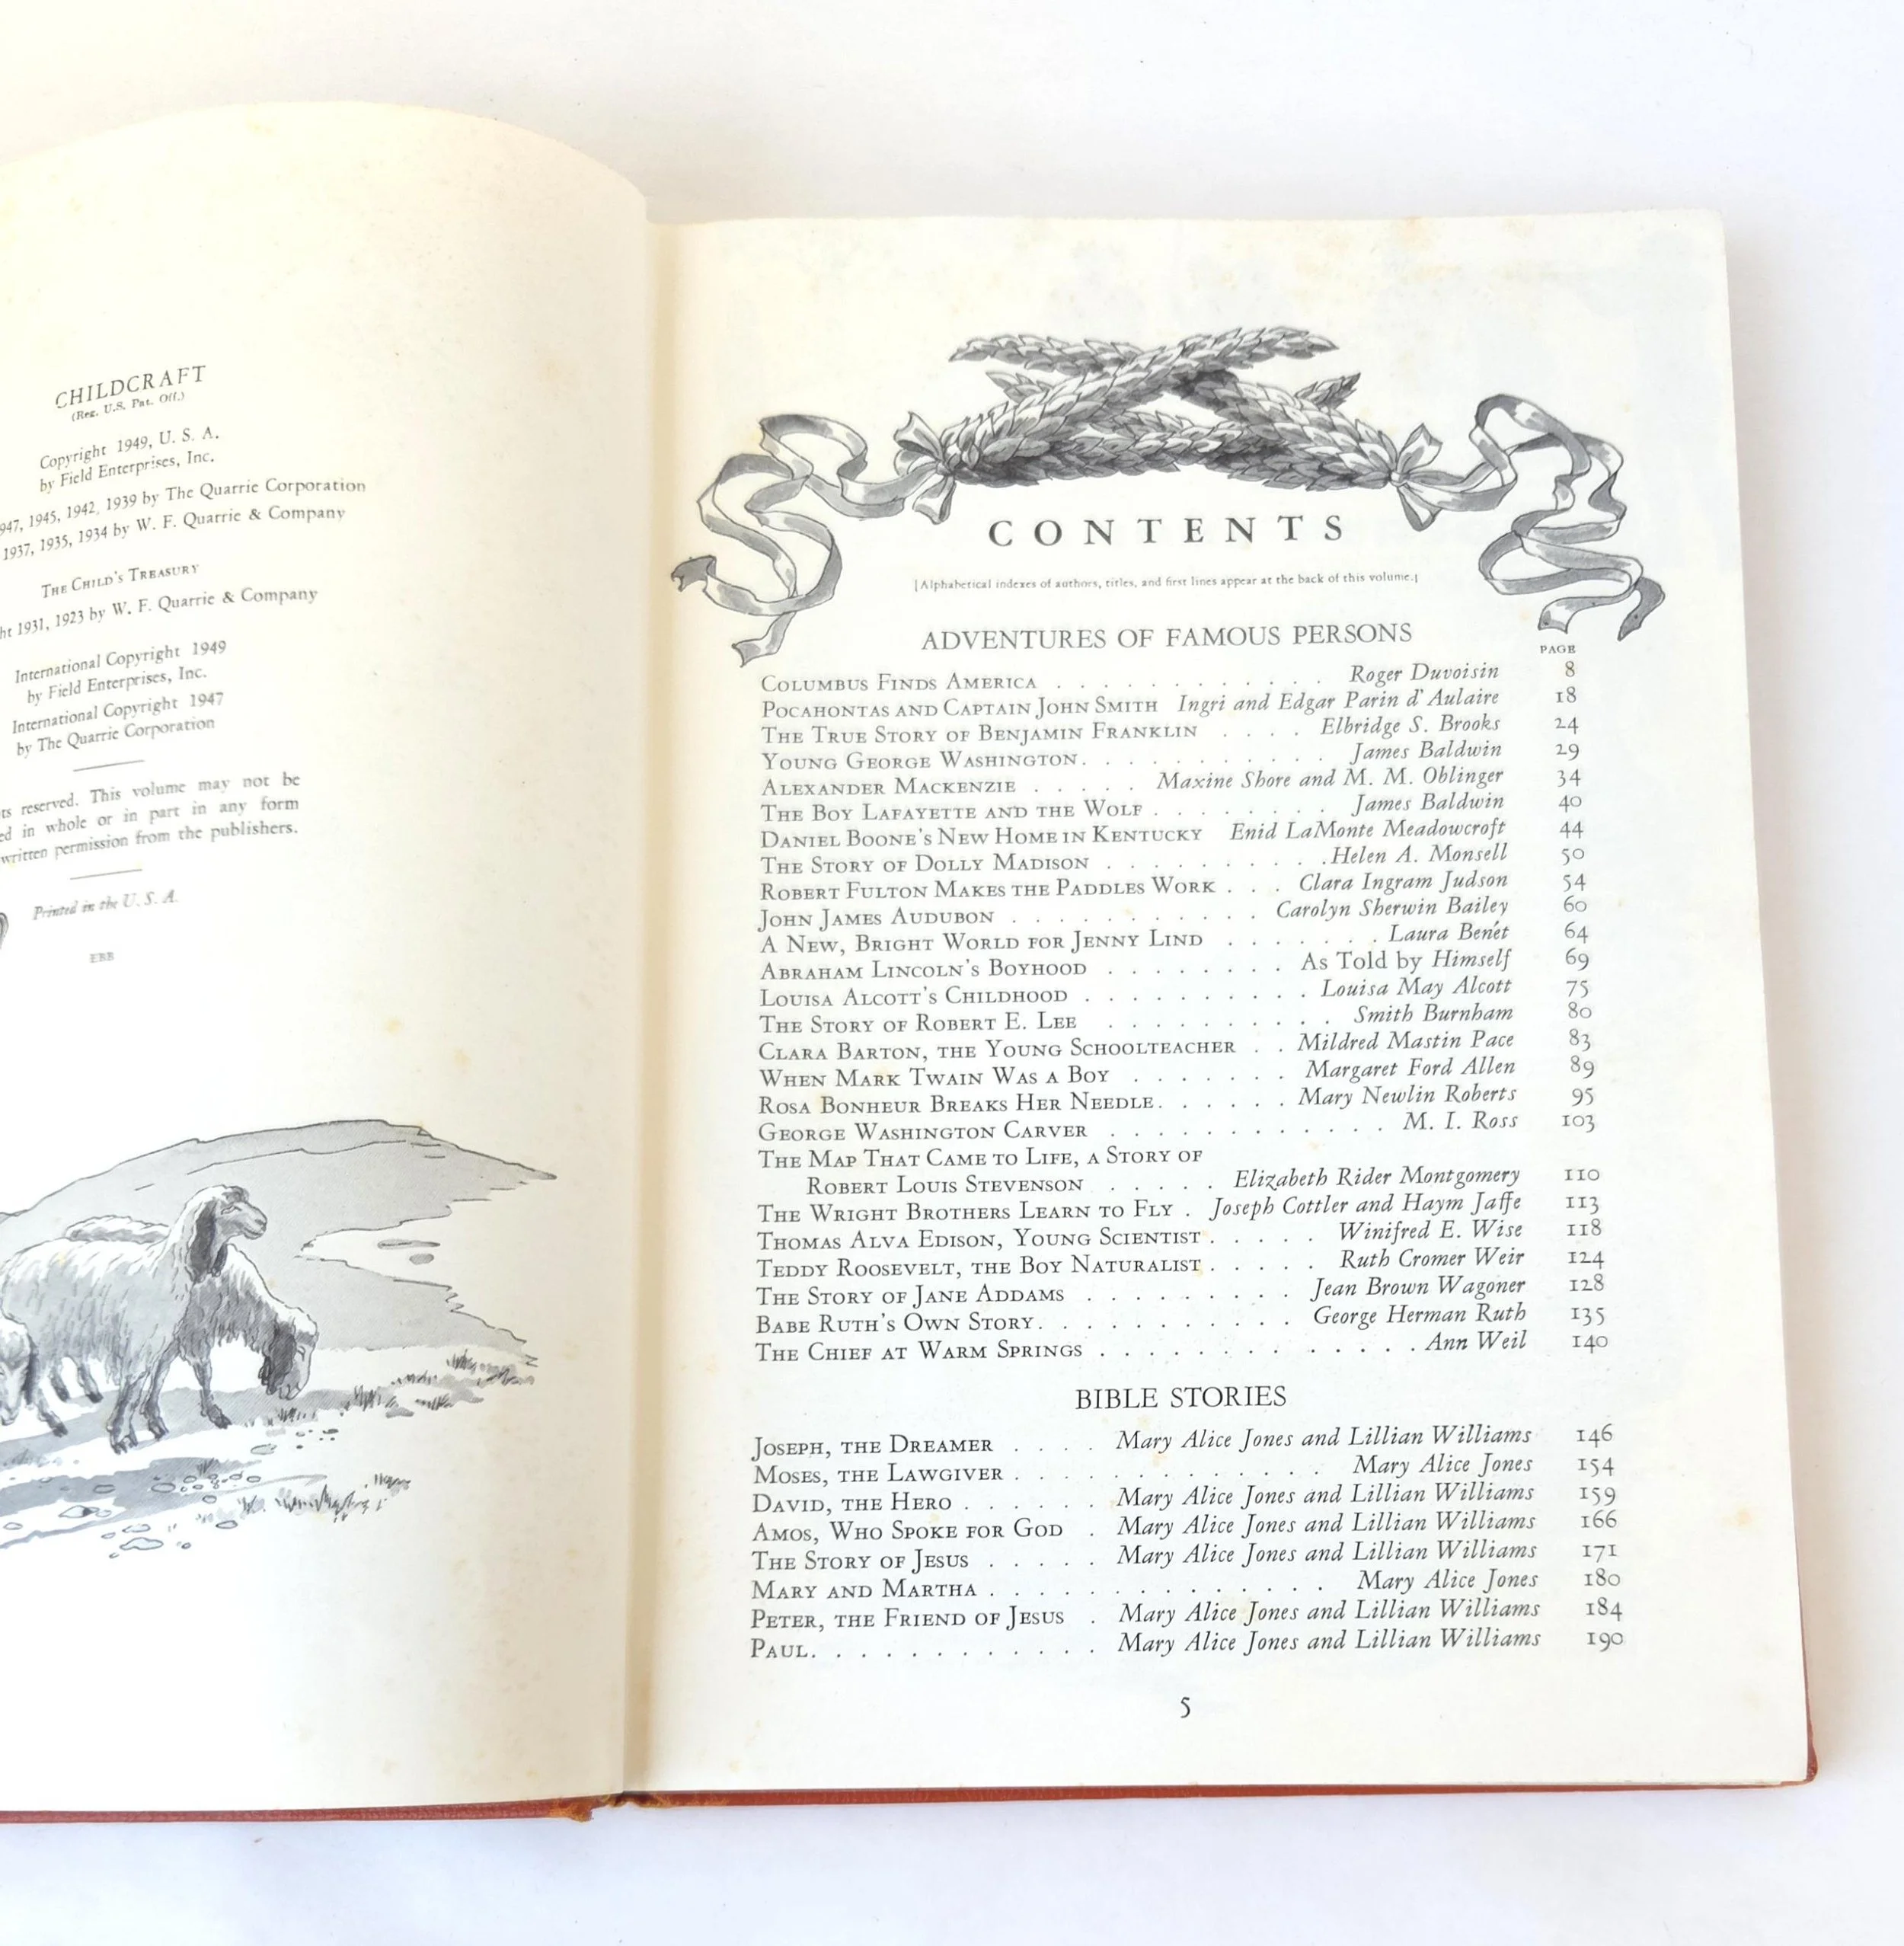 CHILDCRAFT
(Reg. U.S. Pat. Off.)
Copyright 1949, U. S. A.
by Field Enterprises, Inc.
947, 1945, 1942, 1939 by The Quarrie Corporation
1937, 1935, 1934 by W. F. Quarrie & Company
THE CHILD'S TREASURY
ht 1931, 1923 by W. F. Quarrie & Company
International Copyright 1949
by Field Enterprises, Inc.
International Copyright 1947
by The Quarrie Corporation
ts reserved. This volume may not be
ed in whole or in part in any form
written permission from the publishers.
Printed in the U. S. A.
EBB
CONTENTS
[Alphabetical indexes of authors, titles, and first lines appear at the back of this volume.]
ADVENTURES OF FAMOUS PERSONS
PAGE
COLUMBUS FINDS AMERICA . . . . . . . . . . . . Roger Duvoisin 8
POCAHONTAS AND CAPTAIN JOHN SMITH Ingri and Edgar Parin d'Aulaire 18
THE TRUE STORY OF BENJAMIN FRANKLIN . . . . Elbridge S. Brooks 24
YOUNG GEORGE WASHINGTON. . . . . . . . . . . James Baldwin 29
ALEXANDER MACKENZIE . . . . . Maxine Shore and M. M. Oblinger 34
THE BOY LAFAYETTE AND THE WOLF . . . . . . . . James Baldwin 40
DANIEL BOONE'S NEW HOME IN KENTUCKY Enid LaMonte Meadowcroft 44
THE STORY OF DOLLY MADISON . . . . . . . . . .Helen A. Monsell 50
ROBERT FULTON MAKES THE PADDLES WORK . . . Clara Ingram Judson 54
JOHN JAMES AUDUBON . . . . . . . . . . . Carolyn Sherwin Bailey 60
A NEW, BRIGHT WORLD FOR JENNY LIND . . . . . . . Laura Benét 64
ABRAHAM LINCOLN'S BOYHOOD . . . . . . . . As Told by Himself 69
LOUISA ALCOTT'S CHILDHOOD . . . . . . . . . . Louisa May Alcott 75
THE STORY OF ROBERT E. LEE . . . . . . . . . . Smith Burnham 80
CLARA BARTON, THE YOUNG SCHOOLTEACHER . . Mildred Mastin Pace 83
WHEN MARK TWAIN WAS A BOY . . . . . . . Margaret Ford Allen 89
ROSA BONHEUR BREAKS HER NEEDLE. . . . . . Mary Newlin Roberts 95
GEORGE WASHINGTON CARVER . . . . . . . . . . . . M. I. Ross 103
THE MAP THAT CAME TO LIFE, A STORY OF
ROBERT LOUIS STEVENSON . . . . . Elizabeth Rider Montgomery 110
THE WRIGHT BROTHERS LEARN TO FLY . Joseph Cottler and Haym Jaffe 113
THOMAS ALVA EDISON, YOUNG SCIENTIST . . . . . Winifred E. Wise 118
TEDDY ROOSEVELT, THE BOY NATURALIST . . . . . Ruth Cromer Weir 124
THE STORY OF JANE ADDAMS . . . . . . . . . Jean Brown Wagoner 128
BABE RUTH'S OWN STORY. . . . . . . . . . . George Herman Ruth 135
THE CHIEF AT WARM SPRINGS . . . . . . . . . . . . . Ann Weil 140
BIBLE STORIES
JOSEPH, THE DREAMER . . . . Mary Alice Jones and Lillian Williams 146
MOSES, THE LAWGIVER . . . . . . . . . . . . . Mary Alice Jones 154
DAVID, THE HERO . . . . . . Mary Alice Jones and Lillian Williams 159
AMOS, WHO SPOKE FOR GOD . Mary Alice Jones and Lillian Williams 166
THE STORY OF JESUS . . . . . Mary Alice Jones and Lillian Williams 171
MARY AND MARTHA . . . . . . . . . . . . . . Mary Alice Jones 180
PETER, THE FRIEND OF JESUS . Mary Alice Jones and Lillian Williams 184
PAUL. . . . . . . . . . . . Mary Alice Jones and Lillian Williams 190
5